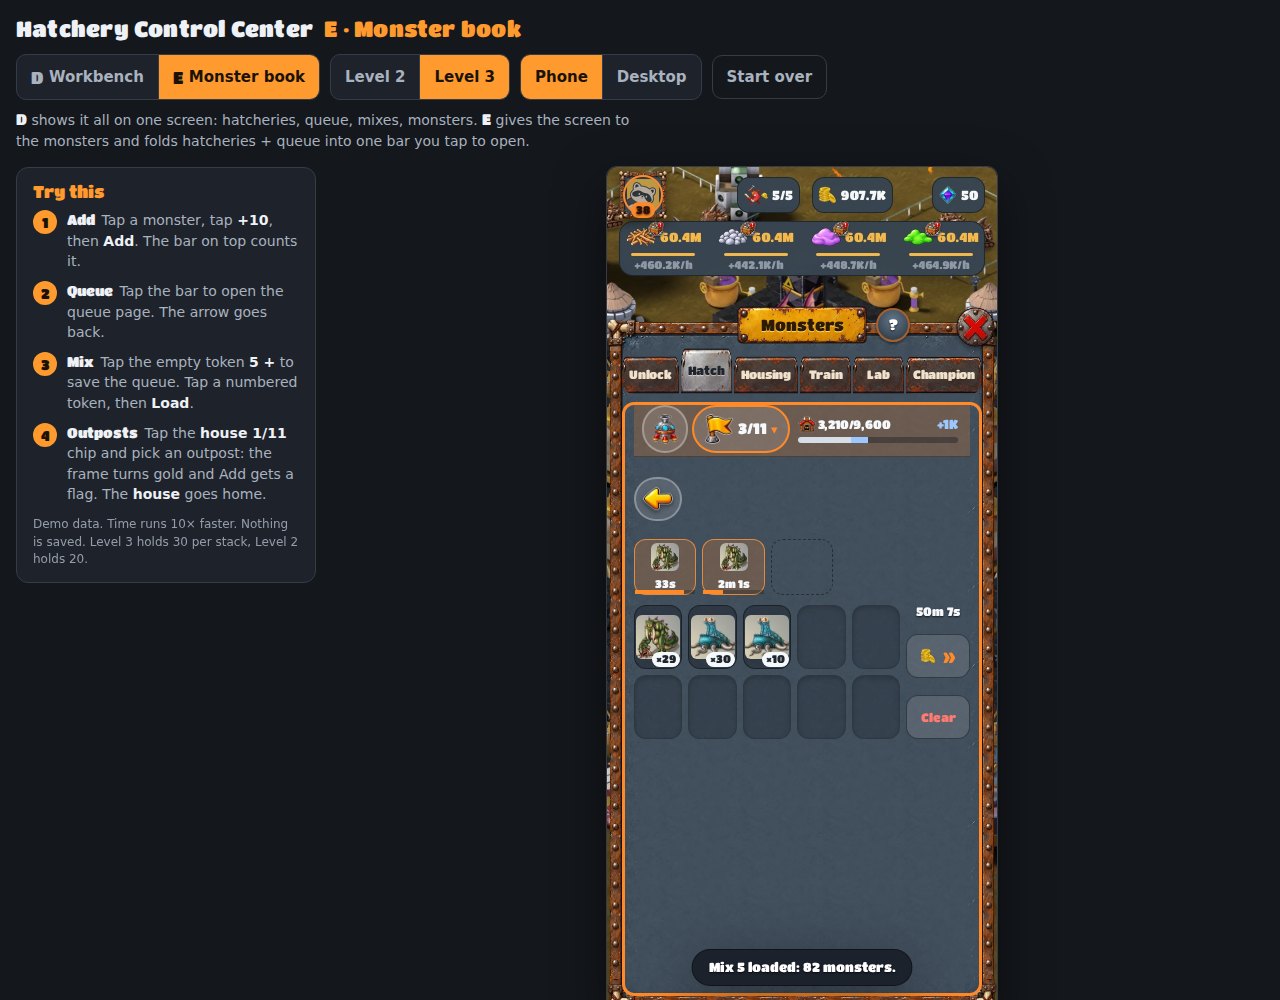 Hatchery Control Center E · Monster book
D Workbench E Monster book Level 2 Level 3 Phone Desktop Start over
D shows it all on one screen: hatcheries, queue, mixes, monsters. E gives the screen to
the monsters and folds hatcheries + queue into one bar you tap to open.
Try this
1 Add Tap a monster, tap +10,
then Add. The bar on top counts
it.
2 Queue Tap the bar to open the
queue page. The arrow goes
back.
3 Mix Tap the empty token 5 + to
save the queue. Tap a numbered
token, then Load.
4 Outposts Tap the house 1/11
chip and pick an outpost: the
frame turns gold and Add gets a
flag. The house goes home.
Demo data. Time runs 10× faster. Nothing
is saved. Level 3 holds 30 per stack, Level 2
holds 20.
30 5/5 907.7K 50
60.4M 60.4M 60.4M 60.4M
+460.2K/h +442.1K/h +448.7K/h +464.9K/h
Monsters ?
Unlock Hatch Housing Train Lab Champion
3/11 ▾ 3,210/9,600 +1K
33s 2m 1s
50m 7s
×29 ×30 ×10 »
Clear
Mix 5 loaded: 82 monsters.